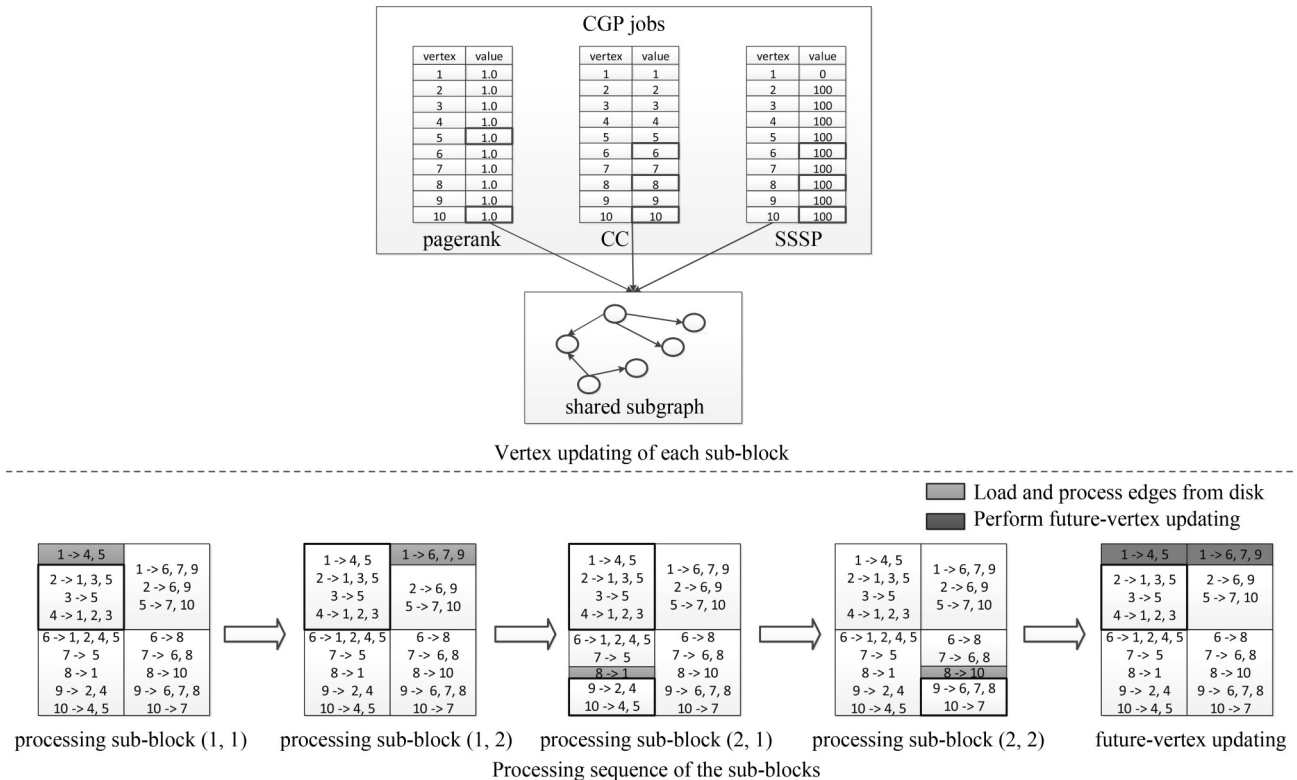 CGP jobs
vertex value
1 1.0
2 1.0
3 1.0
4 1.0
5 1.0
6 1.0
7 1.0
8 1.0
9 1.0
10 1.0
pagerank
vertex value
1 1
2 2
3 3
4 4
5 5
6 6
7 7
8 8
9 9
10 10
CC
vertex value
1 0
2 100
3 100
4 100
5 100
6 100
7 100
8 100
9 100
10 100
SSSP
shared subgraph
Vertex updating of each sub-block
Load and process edges from disk
Perform future-vertex updating
1 -> 4, 5
2 -> 1, 3, 5
3 -> 5
4 -> 1, 2, 3
1 -> 6, 7, 9
2 -> 6, 9
5 -> 7, 10
6 -> 1, 2, 4, 5
7 -> 5
8 -> 1
9 -> 2, 4
10 -> 4, 5
6 -> 8
7 -> 6, 8
8 -> 10
9 -> 6, 7, 8
10 -> 7
processing sub-block (1, 1)
1 -> 4, 5
2 -> 1, 3, 5
3 -> 5
4 -> 1, 2, 3
1 -> 6, 7, 9
2 -> 6, 9
5 -> 7, 10
6 -> 1, 2, 4, 5
7 -> 5
8 -> 1
9 -> 2, 4
10 -> 4, 5
6 -> 8
7 -> 6, 8
8 -> 10
9 -> 6, 7, 8
10 -> 7
processing sub-block (1, 2)
1 -> 4, 5
2 -> 1, 3, 5
3 -> 5
4 -> 1, 2, 3
1 -> 6, 7, 9
2 -> 6, 9
5 -> 7, 10
6 -> 1, 2, 4, 5
7 -> 5
8 -> 1
9 -> 2, 4
10 -> 4, 5
6 -> 8
7 -> 6, 8
8 -> 10
9 -> 6, 7, 8
10 -> 7
processing sub-block (2, 1)
1 -> 4, 5
2 -> 1, 3, 5
3 -> 5
4 -> 1, 2, 3
1 -> 6, 7, 9
2 -> 6, 9
5 -> 7, 10
6 -> 1, 2, 4, 5
7 -> 5
8 -> 1
9 -> 2, 4
10 -> 4, 5
6 -> 8
7 -> 6, 8
8 -> 10
9 -> 6, 7, 8
10 -> 7
processing sub-block (2, 2)
1 -> 4, 5
2 -> 1, 3, 5
3 -> 5
4 -> 1, 2, 3
1 -> 6, 7, 9
2 -> 6, 9
5 -> 7, 10
6 -> 1, 2, 4, 5
7 -> 5
8 -> 1
9 -> 2, 4
10 -> 4, 5
6 -> 8
7 -> 6, 8
8 -> 10
9 -> 6, 7, 8
10 -> 7
future-vertex updating
Processing sequence of the sub-blocks